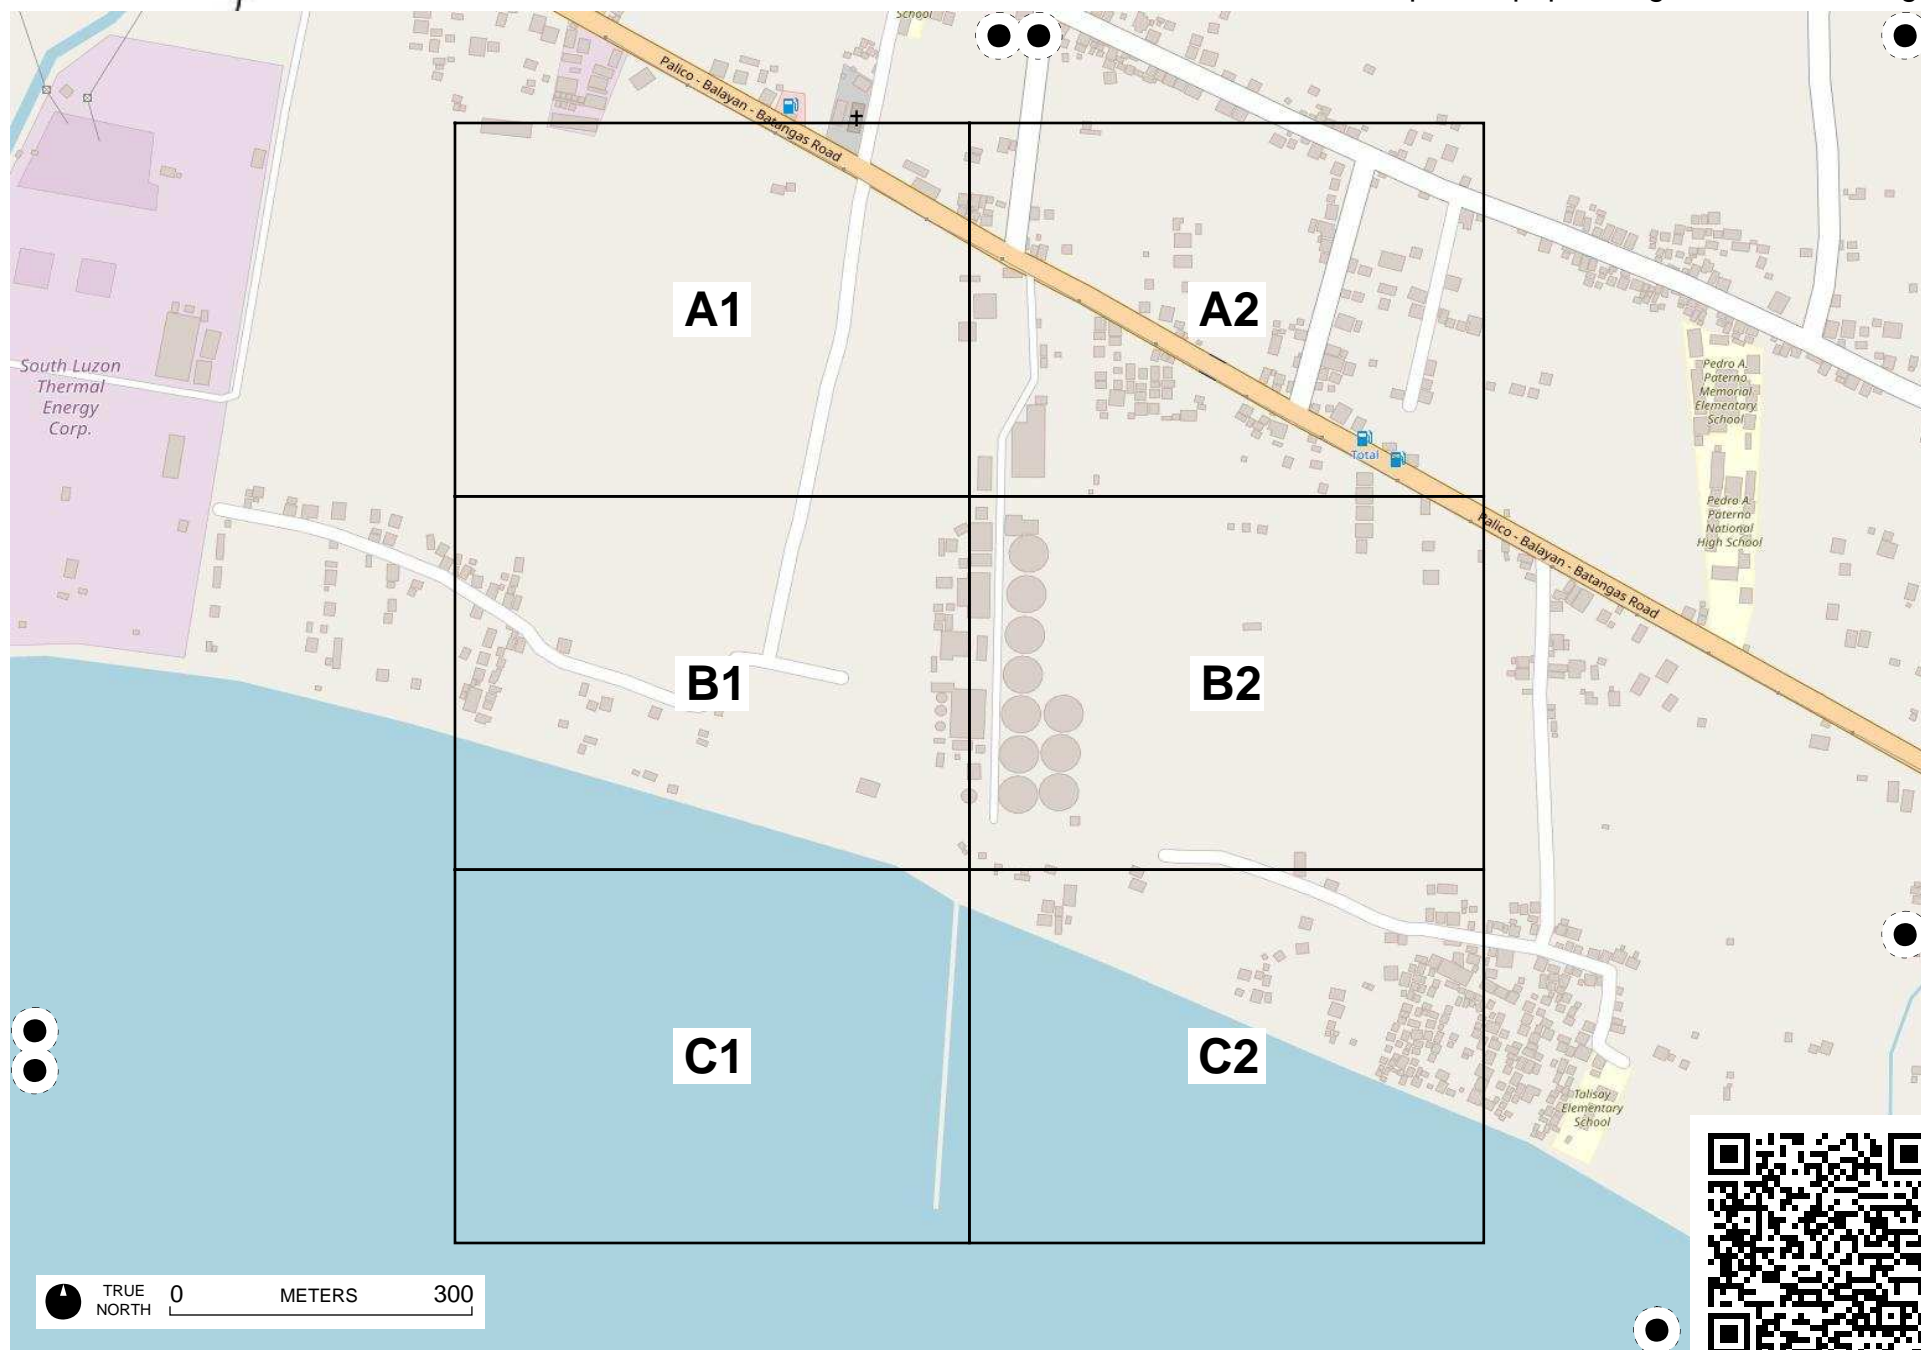 School
Palico - Balayan - Batangas Road
A1
A2
South Luzon
Thermal
Energy
Corp.
Pedro A.
Paterno
Memorial
Elementary
School
Total
Pedro A.
Paterno
National
High School
Palico - Balayan - Batangas Road
B1
B2
C1
C2
Talisay
Elementary
School
TRUE
NORTH
0
METERS
300